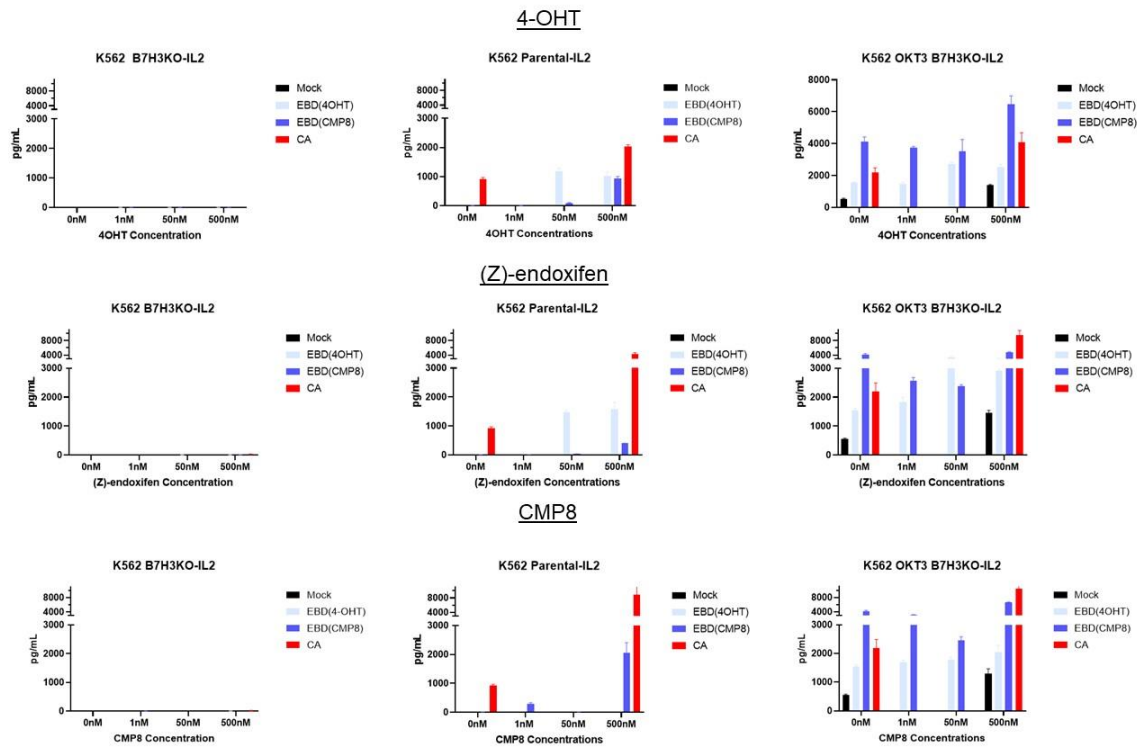 4-OHT
K562 B7H3KO-IL2
pg/mL
8000
4000
3000
2000
1000
0
0nM 1nM 50nM 500nM
4OHT Concentration
Mock
EBD(4OHT)
EBD(CMP8)
CA
K562 Parental-IL2
pg/mL
8000
4000
3000
2000
1000
0
0nM 1nM 50nM 500nM
4OHT Concentrations
Mock
EBD(4OHT)
EBD(CMP8)
CA
K562 OKT3 B7H3KO-IL2
pg/mL
8000
6000
4000
2000
0
0nM 1nM 50nM 500nM
4OHT Concentrations
Mock
EBD(4OHT)
EBD(CMP8)
CA
(Z)-endoxifen
K562 B7H3KO-IL2
pg/mL
8000
4000
3000
2000
1000
0
0nM 1nM 50nM 500nM
(Z)-endoxifen Concentration
Mock
EBD(4OHT)
EBD(CMP8)
CA
K562 Parental-IL2
pg/mL
8000
4000
3000
2000
1000
0
0nM 1nM 50nM 500nM
(Z)-endoxifen Concentrations
Mock
EBD(4OHT)
EBD(CMP8)
CA
K562 OKT3 B7H3KO-IL2
pg/mL
8000
4000
3000
2000
1000
0
0nM 1nM 50nM 500nM
(Z)-endoxifen Concentrations
Mock
EBD(4OHT)
EBD(CMP8)
CA
CMP8
K562 B7H3KO-IL2
pg/mL
8000
4000
3000
2000
1000
0
0nM 1nM 50nM 500nM
CMP8 Concentration
Mock
EBD(4-OHT)
EBD(CMP8)
CA
K562 Parental-IL2
pg/mL
8000
4000
3000
2000
1000
0
0nM 1nM 50nM 500nM
CMP8 Concentrations
Mock
EBD(4OHT)
EBD(CMP8)
CA
K562 OKT3 B7H3KO-IL2
pg/mL
8000
4000
3000
2000
1000
0
0nM 1nM 50nM 500nM
CMP8 Concentrations
Mock
EBD(4OHT)
EBD(CMP8)
CA